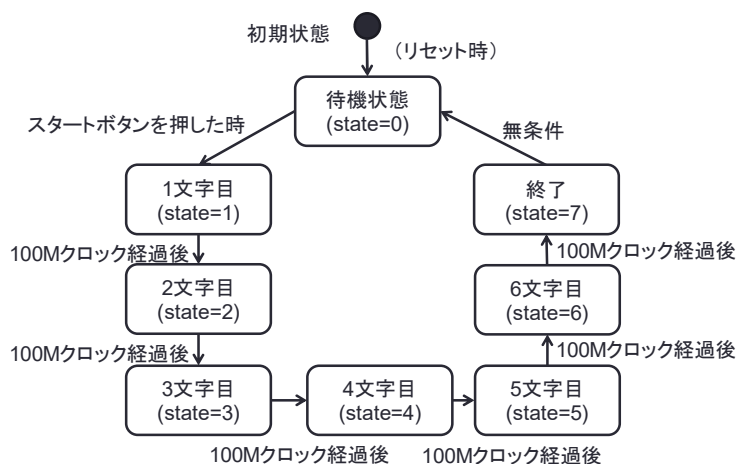 初期状態
(リセット時)
待機状態
(state=0)
スタートボタンを押した時
無条件
1文字目
(state=1)
終了
(state=7)
100Mクロック経過後
100Mクロック経過後
2文字目
(state=2)
6文字目
(state=6)
100Mクロック経過後
100Mクロック経過後
3文字目
(state=3)
4文字目
(state=4)
5文字目
(state=5)
100Mクロック経過後
100Mクロック経過後